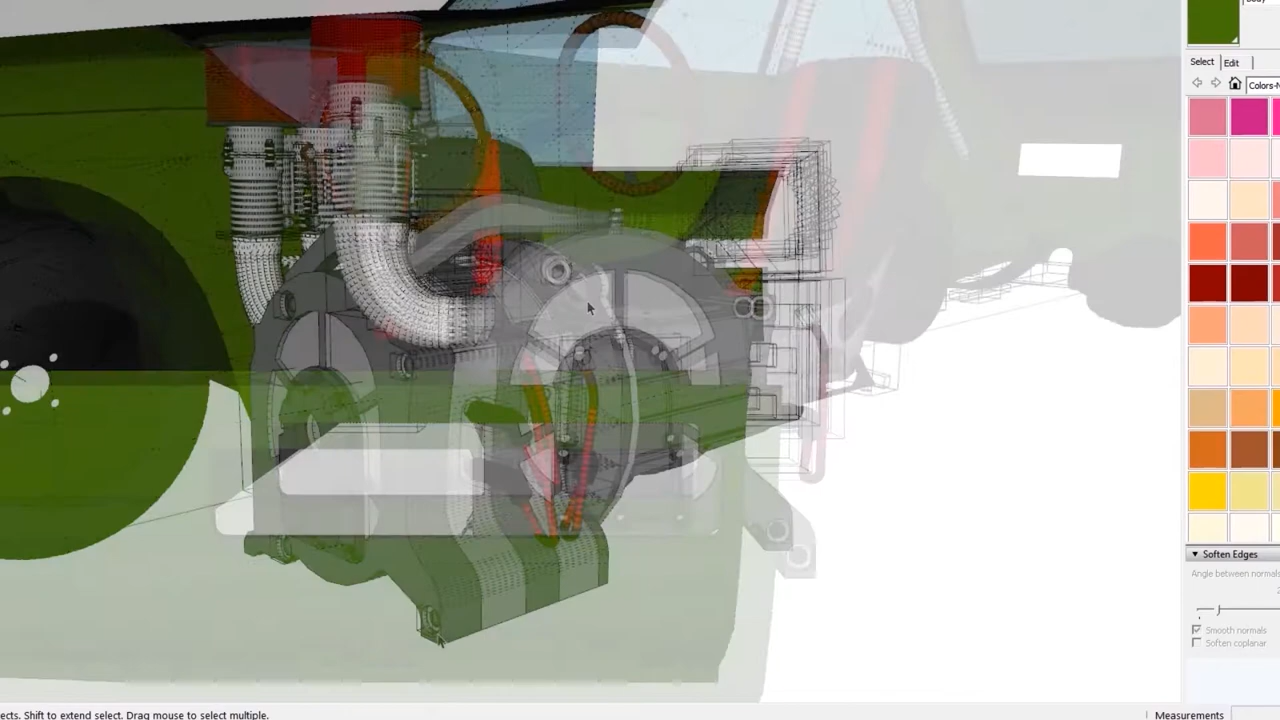 Select
Edit
Colors-N
Soften Edges
Angle between normals
Smooth normals
Soften coplanar
ects. Shift to extend select. Drag mouse to select multiple.
Measurements